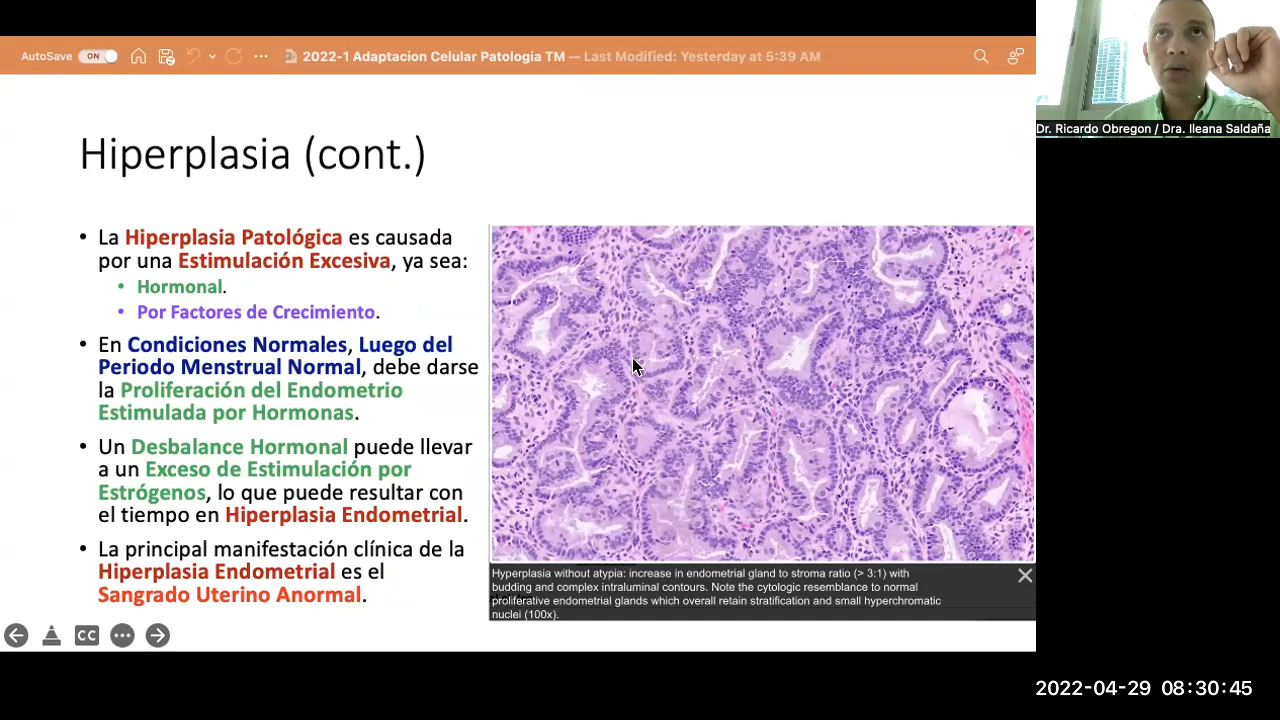 AutoSave ON 2022-1 Adaptacion Celular Patologia TM — Last Modified: Yesterday at 5:39 AM
Dr. Ricardo Obregon / Dra. Ileana Saldaña
Hiperplasia (cont.)
• La Hiperplasia Patológica es causada
por una Estimulación Excesiva, ya sea:
• Hormonal.
• Por Factores de Crecimiento.
• En Condiciones Normales, Luego del
Periodo Menstrual Normal, debe darse
la Proliferación del Endometrio
Estimulada por Hormonas.
• Un Desbalance Hormonal puede llevar
a un Exceso de Estimulación por
Estrógenos, lo que puede resultar con
el tiempo en Hiperplasia Endometrial.
• La principal manifestación clínica de la
Hiperplasia Endometrial es el
Sangrado Uterino Anormal.
Hyperplasia without atypia: increase in endometrial gland to stroma ratio (> 3:1) with
budding and complex intraluminal contours. Note the cytologic resemblance to normal
proliferative endometrial glands which overall retain stratification and small hyperchromatic
nuclei (100x).
CC
2022-04-29 08:30:45